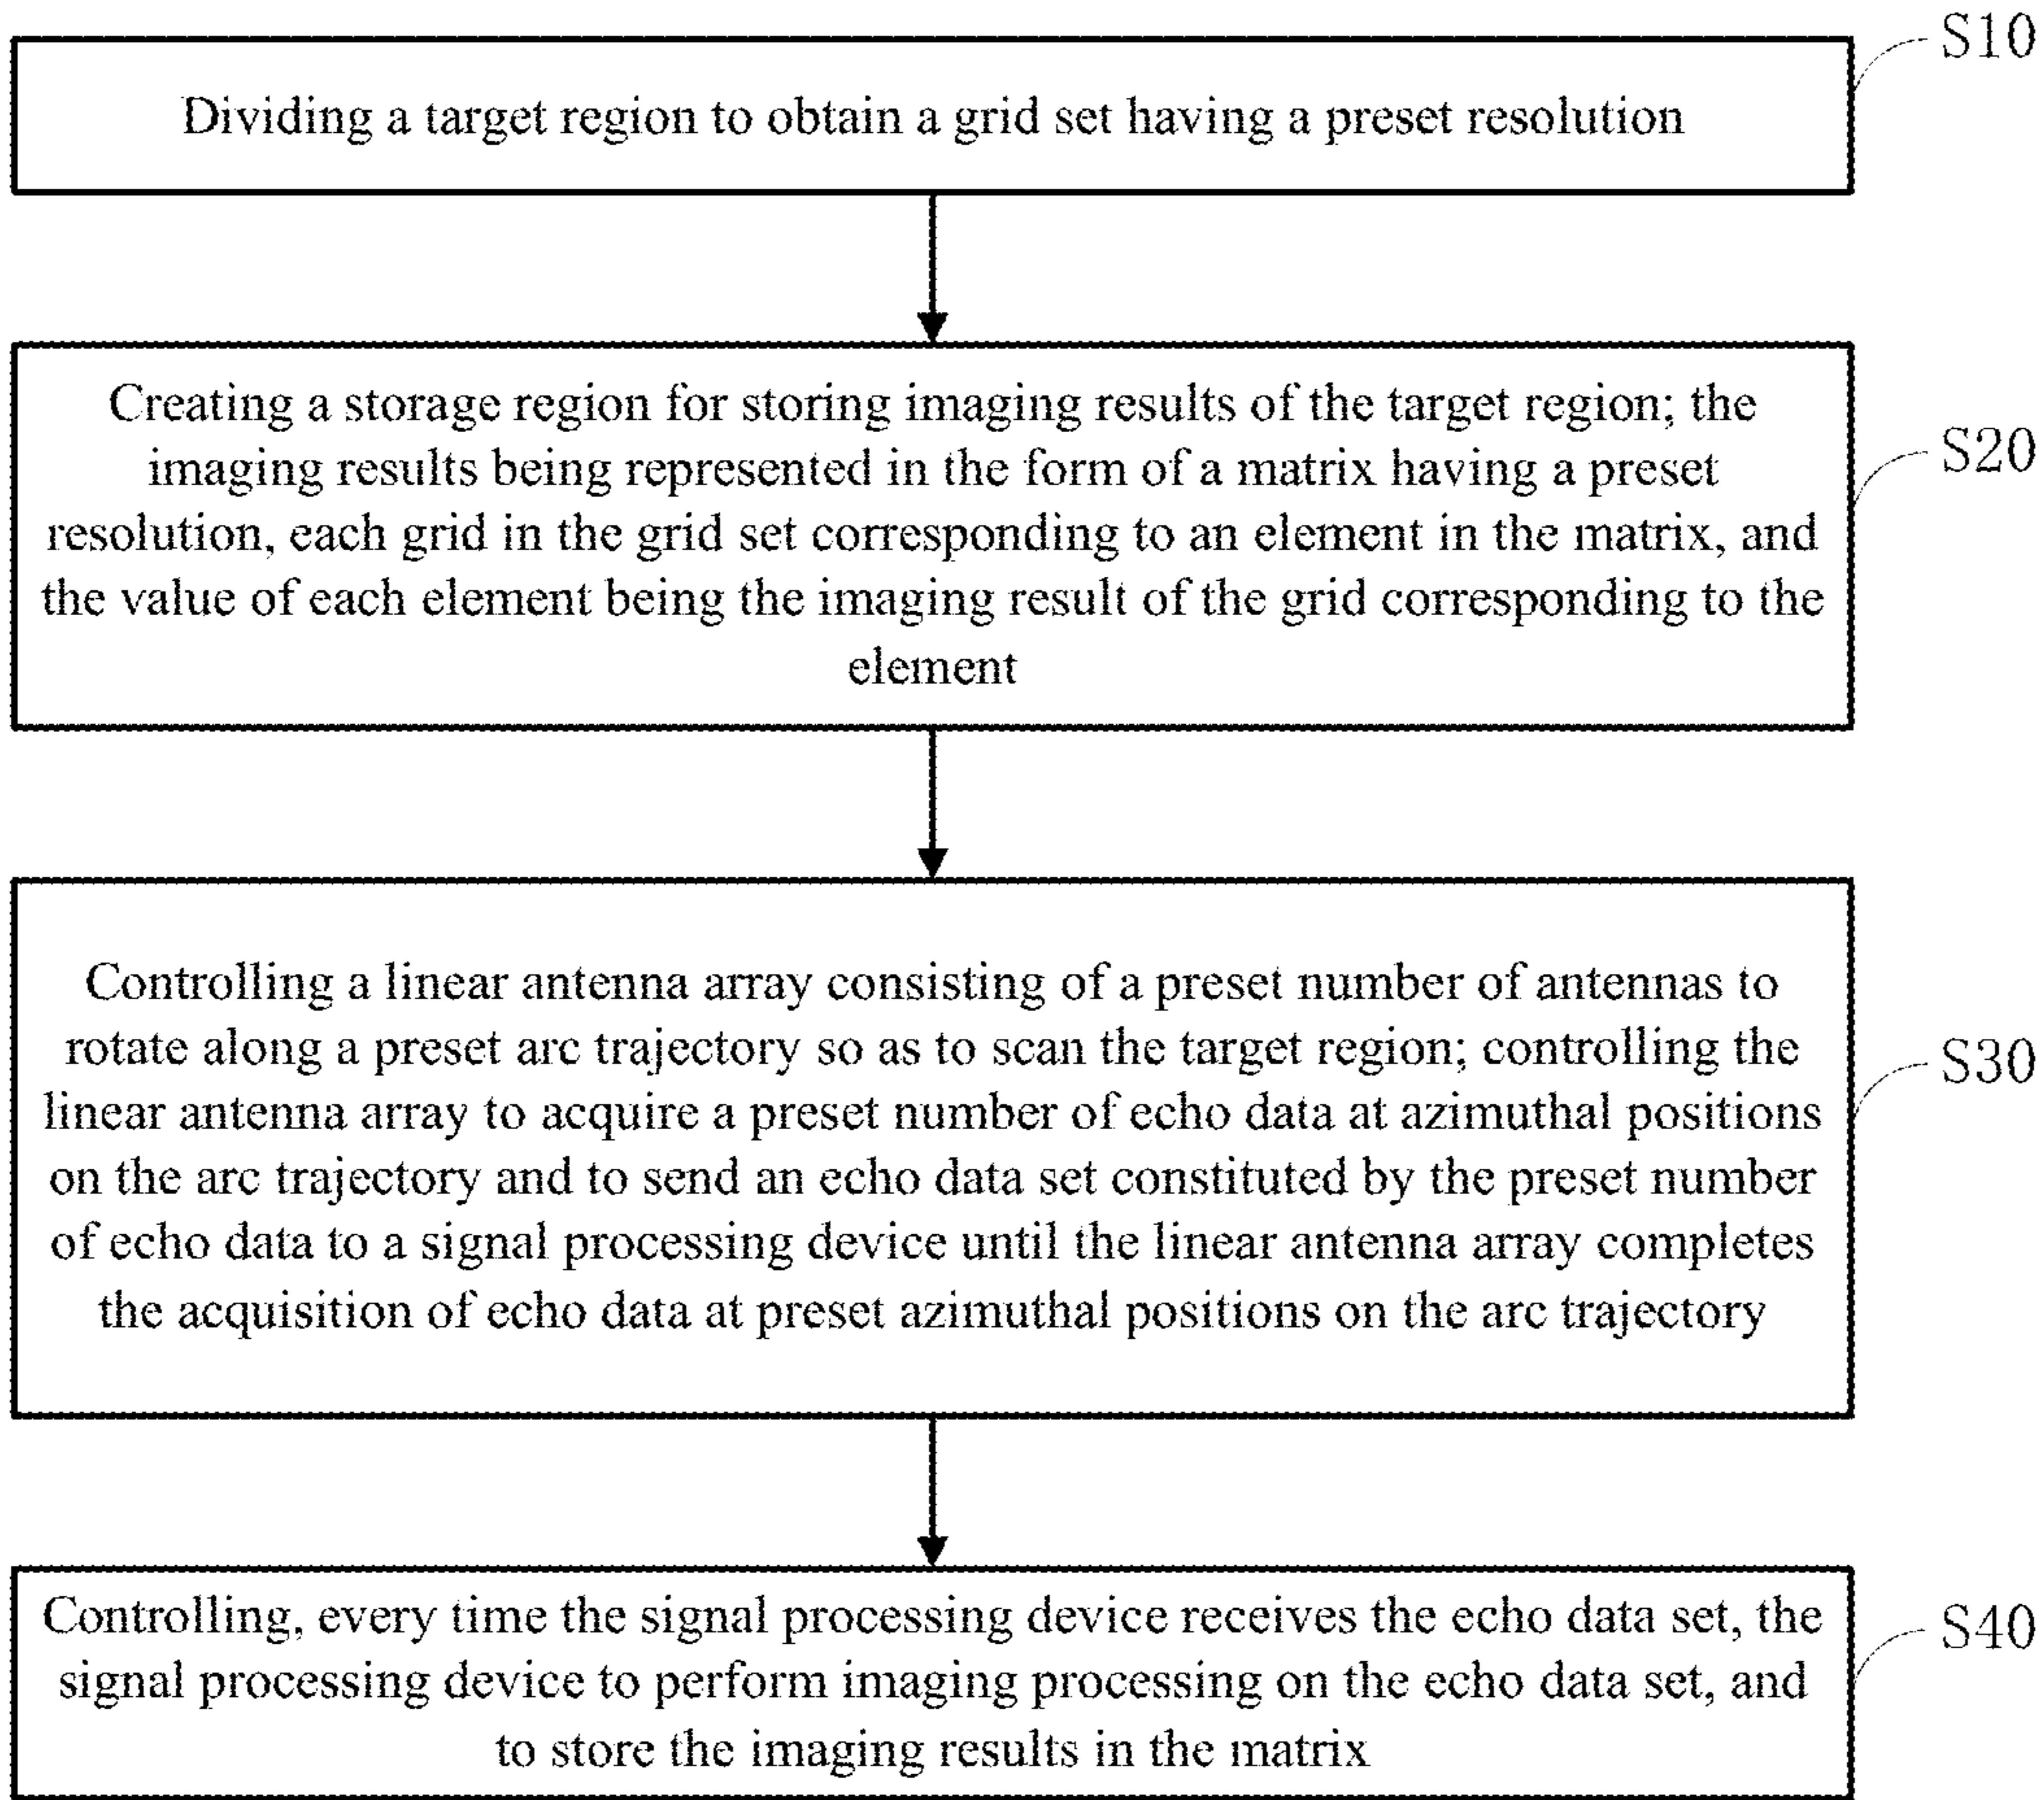 S10
Dividing a target region to obtain a grid set having a preset resolution
Creating a storage region for storing imaging results of the target region; the
imaging results being represented in the form of a matrix having a preset
S20
resolution, each grid in the grid set corresponding to an element in the matrix, and
the value of each element being the imaging result of the grid corresponding to the
element
Controlling a linear antenna array consisting of a preset number of antennas to
rotate along a preset arc trajectory so as to scan the target region; controlling the
S30
linear antenna array to acquire a preset number of echo data at azimuthal positions
on the arc trajectory and to send an echo data set constituted by the preset number
of echo data to a signal processing device until the linear antenna array completes
the acquisition of echo data at preset azimuthal positions on the arc trajectory
Controlling, every time the signal processing device receives the echo data set, the
S40
signal processing device to perform imaging processing on the echo data set, and
to store the imaging results in the matrix